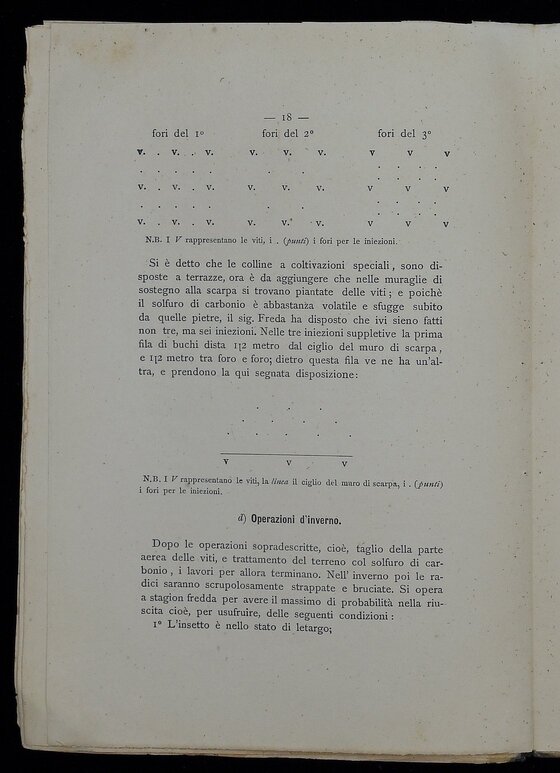 — 18 —
fori del 1º fori del 2º fori del 3º
v. . v. . v. v. v. v. v v v
. . . . . . . . . . .
v. . v. . v. v. v. v. v v v
. . . . . . . . . . .
v. . v. . v. v. v. v. v v v
N.B. I V rappresentano le viti, i . (punti) i fori per le iniezioni.
Si è detto che le colline a coltivazioni speciali, sono di-
sposte a terrazze, ora è da aggiungere che nelle muraglie di
sostegno alla scarpa si trovano piantate delle viti; e poichè
il solfuro di carbonio è abbastanza volatile e sfugge subito
da quelle pietre, il sig. Freda ha disposto che ivi sieno fatti
non tre, ma sei iniezioni. Nelle tre iniezioni suppletive la prima
fila di buchi dista 1|2 metro dal ciglio del muro di scarpa,
e 1|2 metro tra foro e foro; dietro questa fila ve ne ha un'al-
tra, e prendono la qui segnata disposizione:
v v v
N.B. I V rappresentano le viti, la linea il ciglio del muro di scarpa, i . (punti)
i fori per le iniezioni.
d) Operazioni d'inverno.
Dopo le operazioni sopradescritte, cioè, taglio della parte
aerea delle viti, e trattamento del terreno col solfuro di car-
bonio, i lavori per allora terminano. Nell' inverno poi le ra-
dici saranno scrupolosamente strappate e bruciate. Si opera
a stagion fredda per avere il massimo di probabilità nella riu-
scita cioè, per usufruire, delle seguenti condizioni:
1º L'insetto è nello stato di letargo;